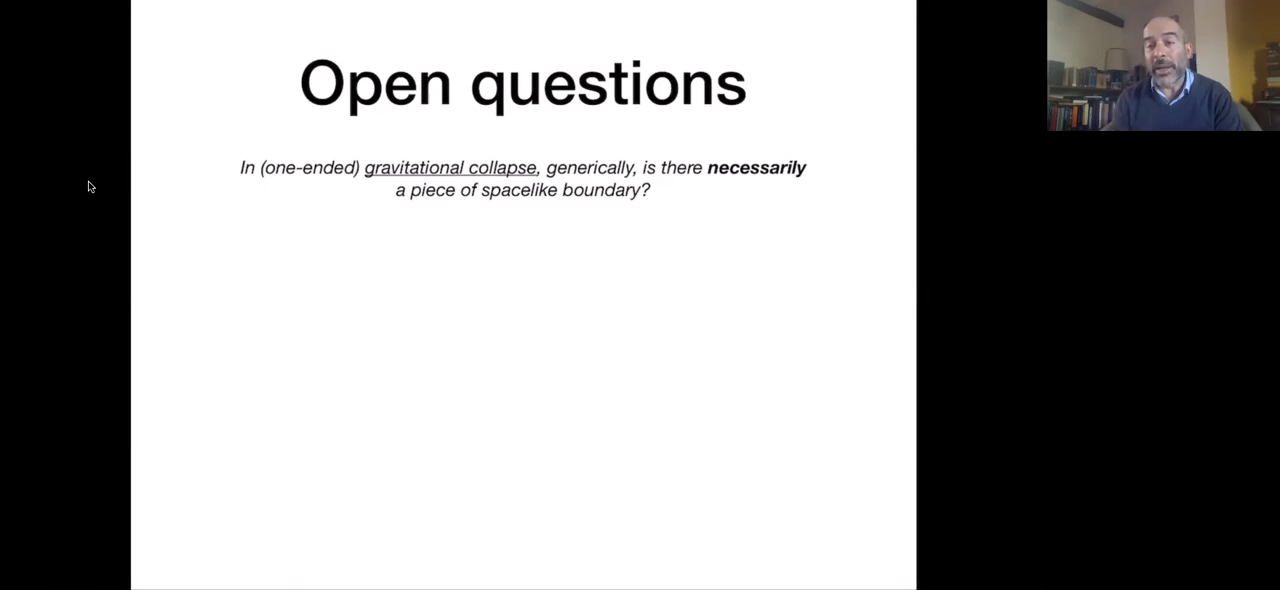 Open questions
In (one-ended) gravitational collapse, generically, is there necessarily
a piece of spacelike boundary?